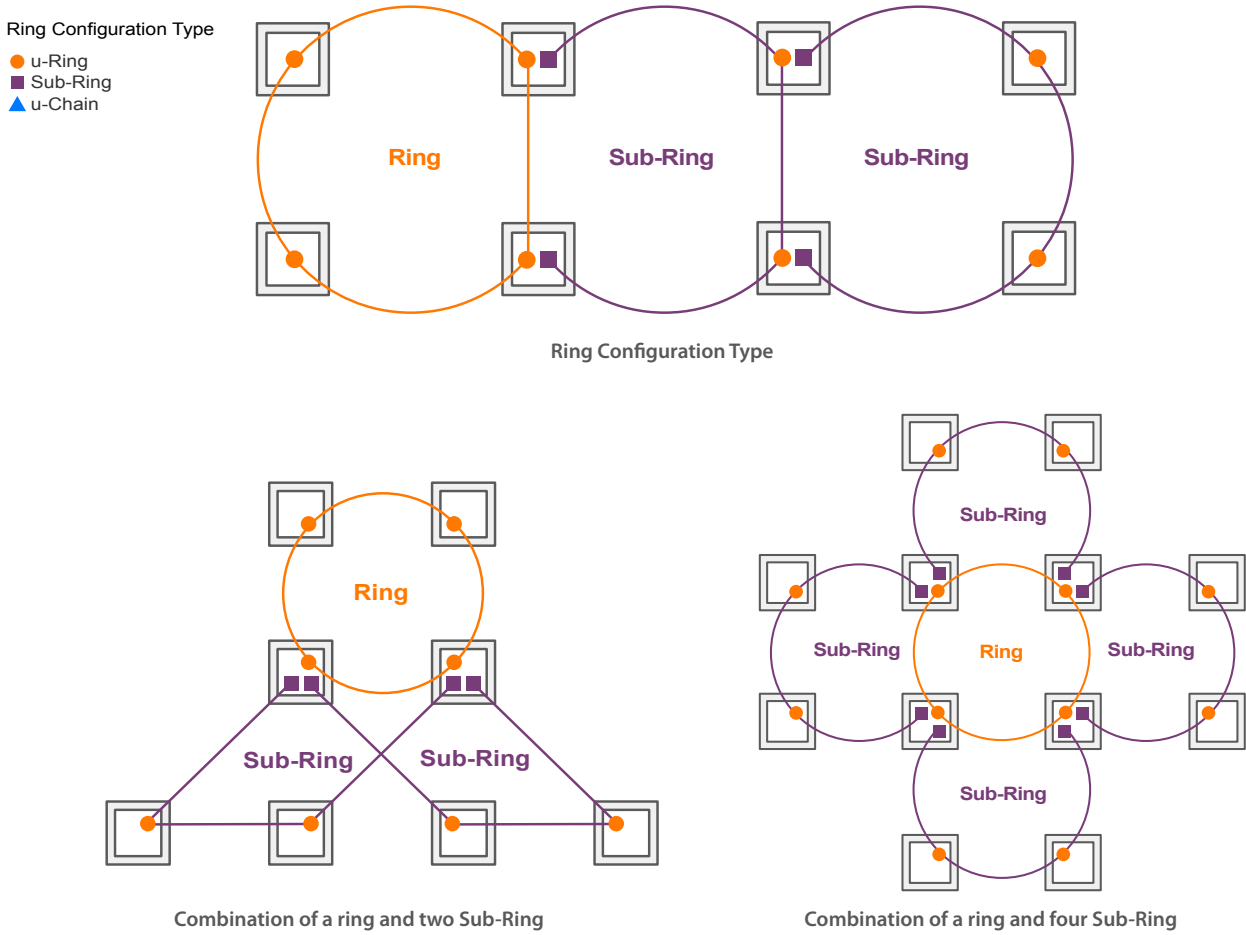 Ring Configuration Type
u-Ring
Sub-Ring
u-Chain
Ring
Sub-Ring
Sub-Ring
Ring Configuration Type
Ring
Sub-Ring
Sub-Ring
Combination of a ring and two Sub-Ring
Sub-Ring
Sub-Ring
Ring
Sub-Ring
Sub-Ring
Combination of a ring and four Sub-Ring